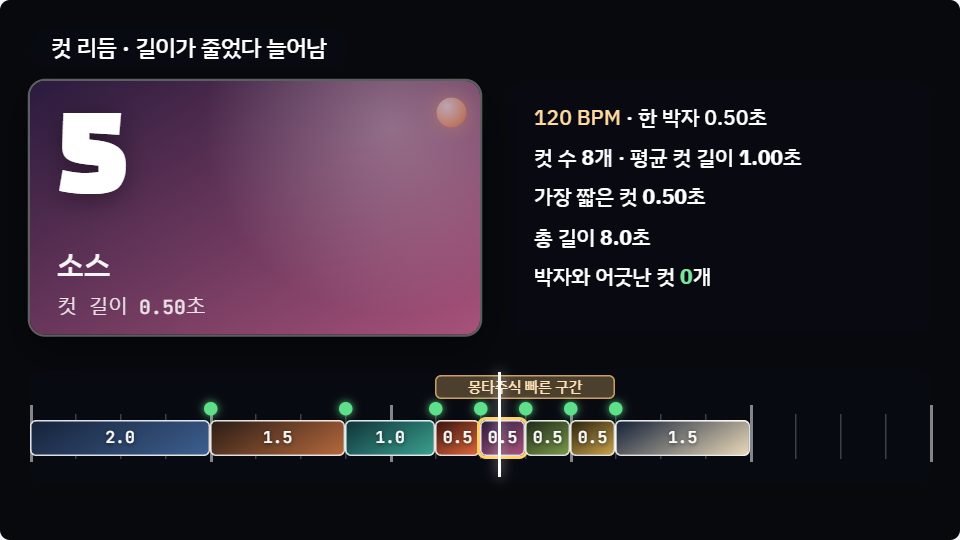 컷 리듬 · 길이가 줄었다 늘어남
5
소스
컷 길이 0.50초
120 BPM · 한 박자 0.50초
컷 수 8개 · 평균 컷 길이 1.00초
가장 짧은 컷 0.50초
총 길이 8.0초
박자와 어긋난 컷 0개
몽타주식 빠른 구간
2.0 1.5 1.0 0.5 0.5 0.5 0.5 1.5